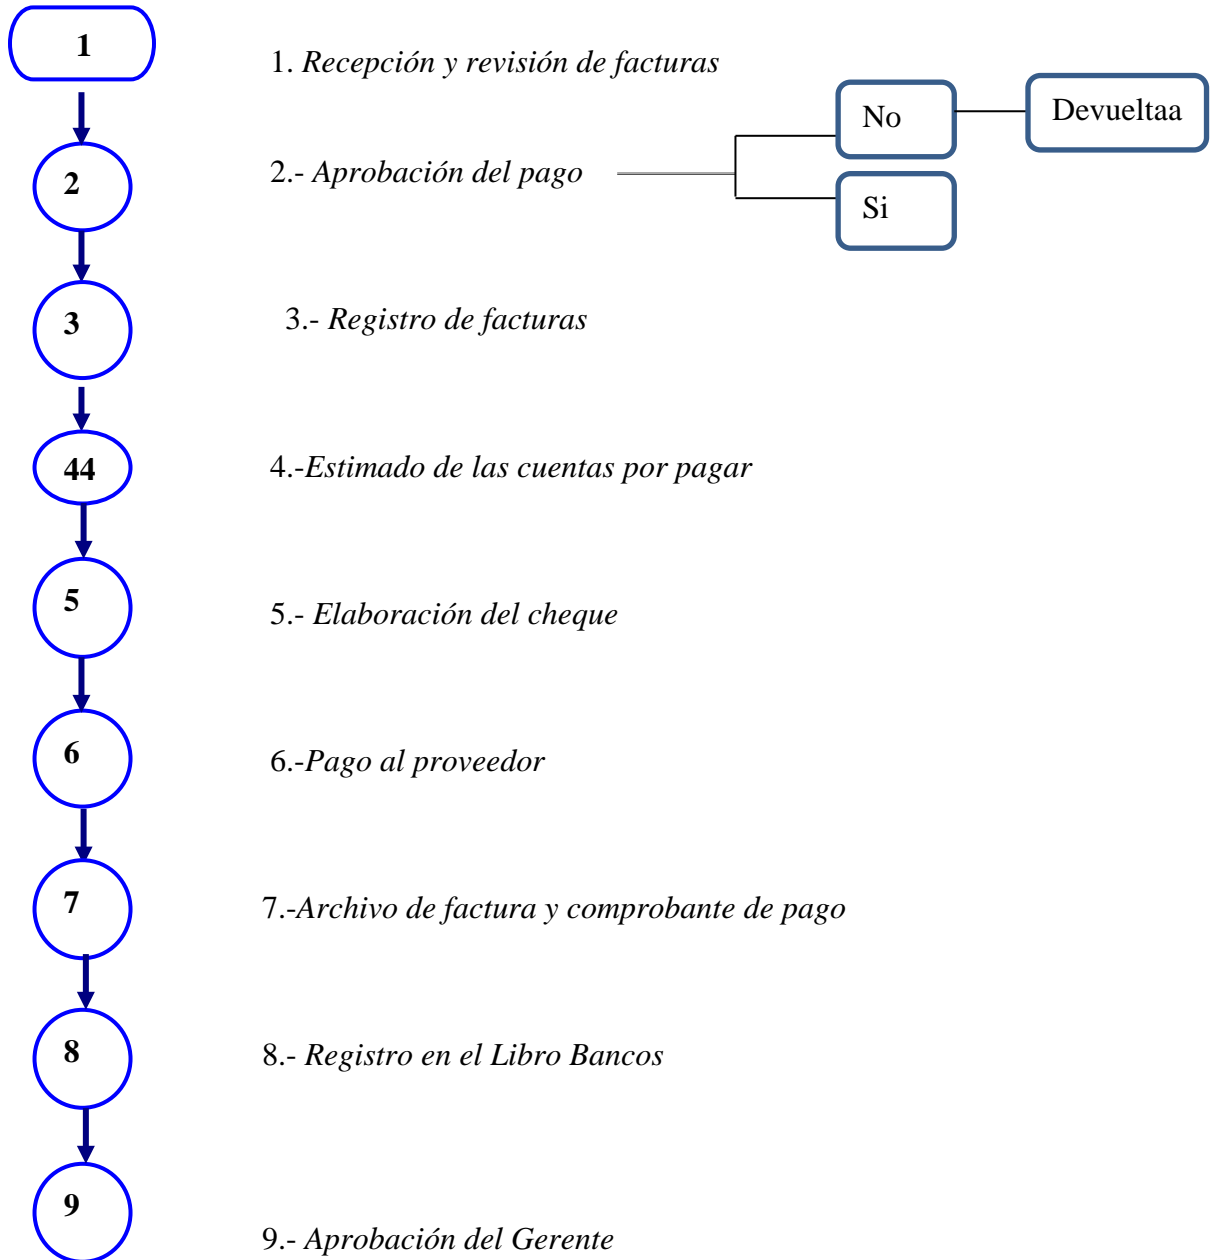 1
1. Recepción y revisión de facturas
No
Devueltaa
2
2.- Aprobación del pago
Si
3
3.- Registro de facturas
44
4.-Estimado de las cuentas por pagar
5
5.- Elaboración del cheque
6
6.-Pago al proveedor
7
7.-Archivo de factura y comprobante de pago
8
8.- Registro en el Libro Bancos
9
9.- Aprobación del Gerente